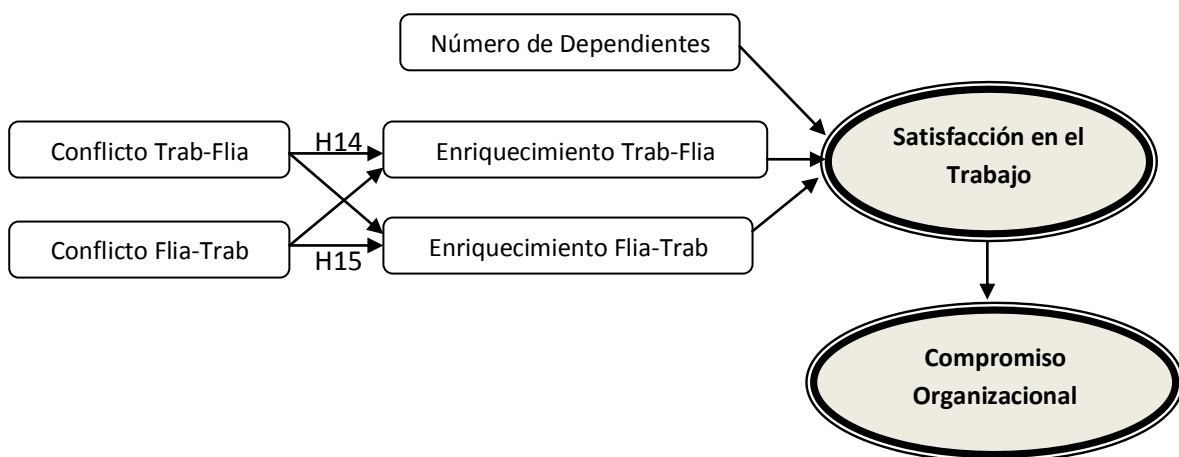 Número de Dependientes
Satisfacción en el
Trabajo
Conflicto Trab-Flia
H14
Enriquecimiento Trab-Flia
Conflicto Flia-Trab
H15
Enriquecimiento Flia-Trab
Compromiso
Organizacional